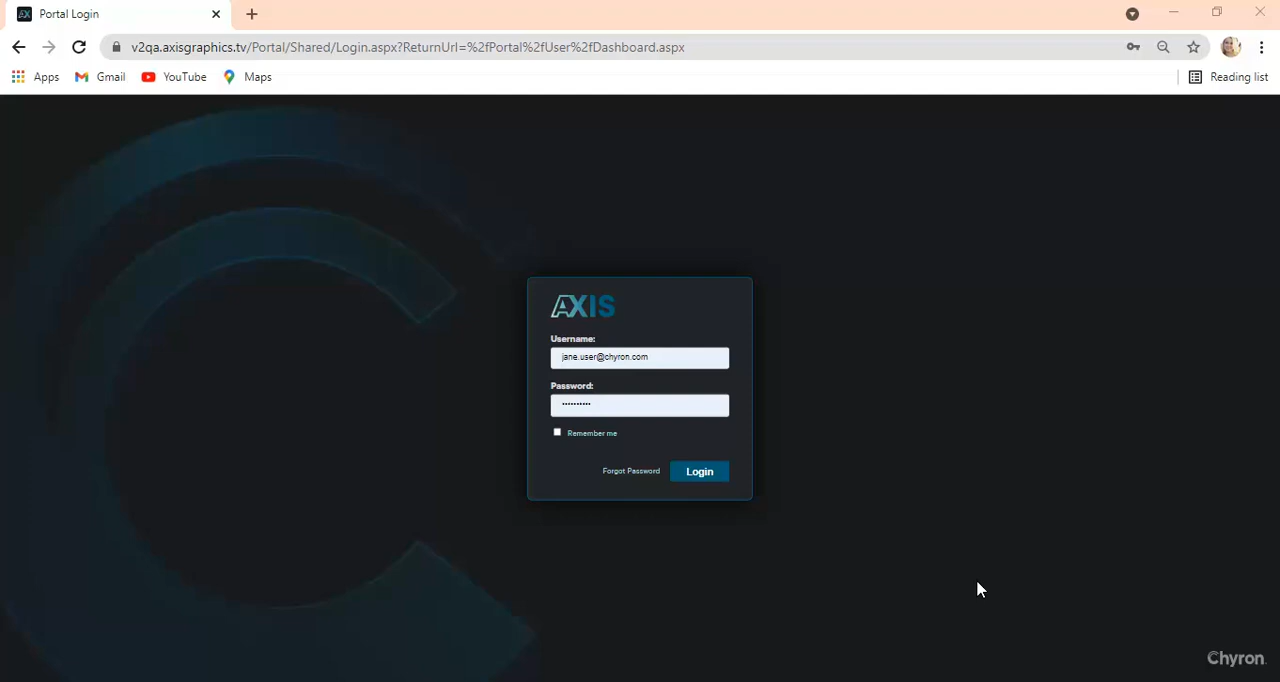 Portal Login
v2qa.axisgraphics.tv/Portal/Shared/Login.aspx?ReturnUrl=%2fPortal%2fUser%2fDashboard.aspx
Apps Gmail YouTube Maps Reading list
AXIS
Username:
jane.user@chyron.com
Password:
••••••••••
Remember me
Forgot Password Login
Chyron